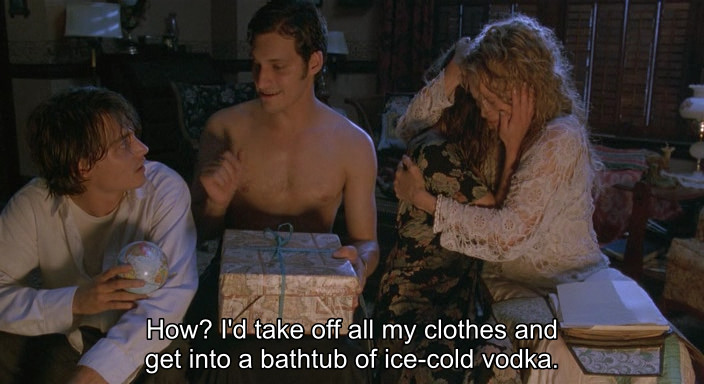 How? I'd take off all my clothes and
get into a bathtub of ice-cold vodka.